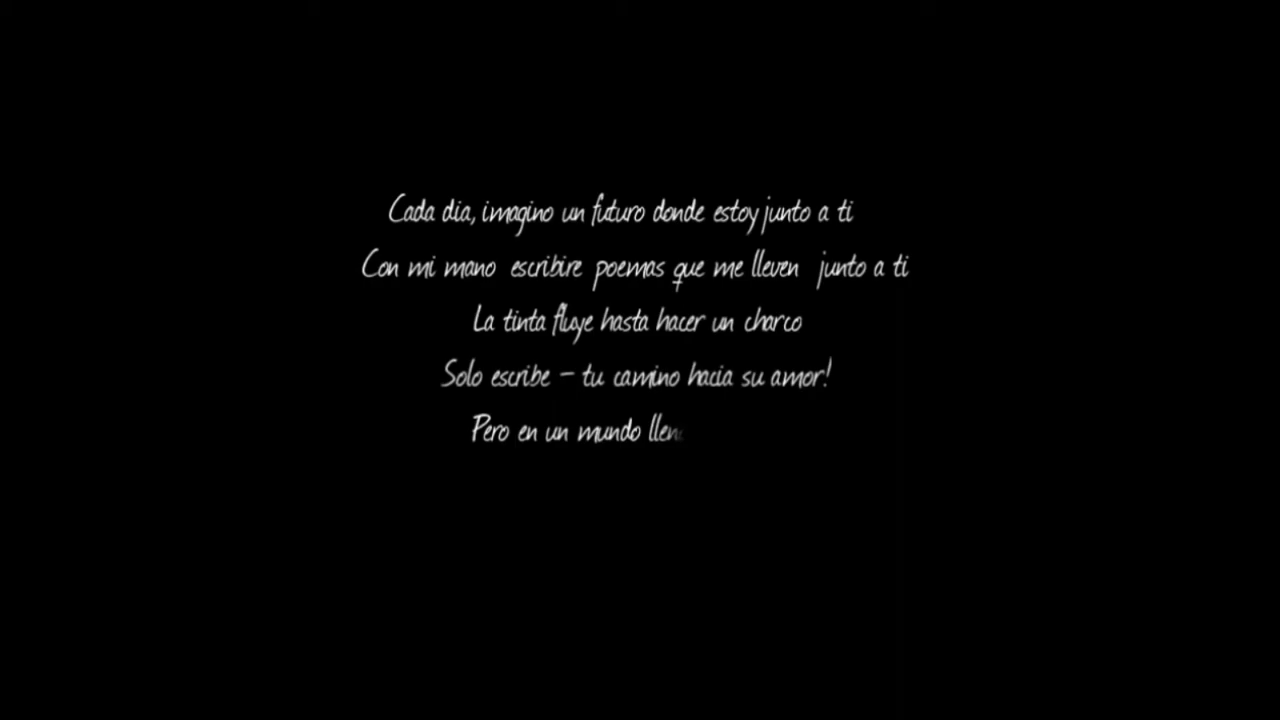 Cada dia, imagino un futuro donde estoy junto a ti
Con mi mano escribire poemas que me lleven junto a ti
La tinta fluye hasta hacer un charco
Solo escribe - tu camino hacia su amor!
Pero en un mundo llen